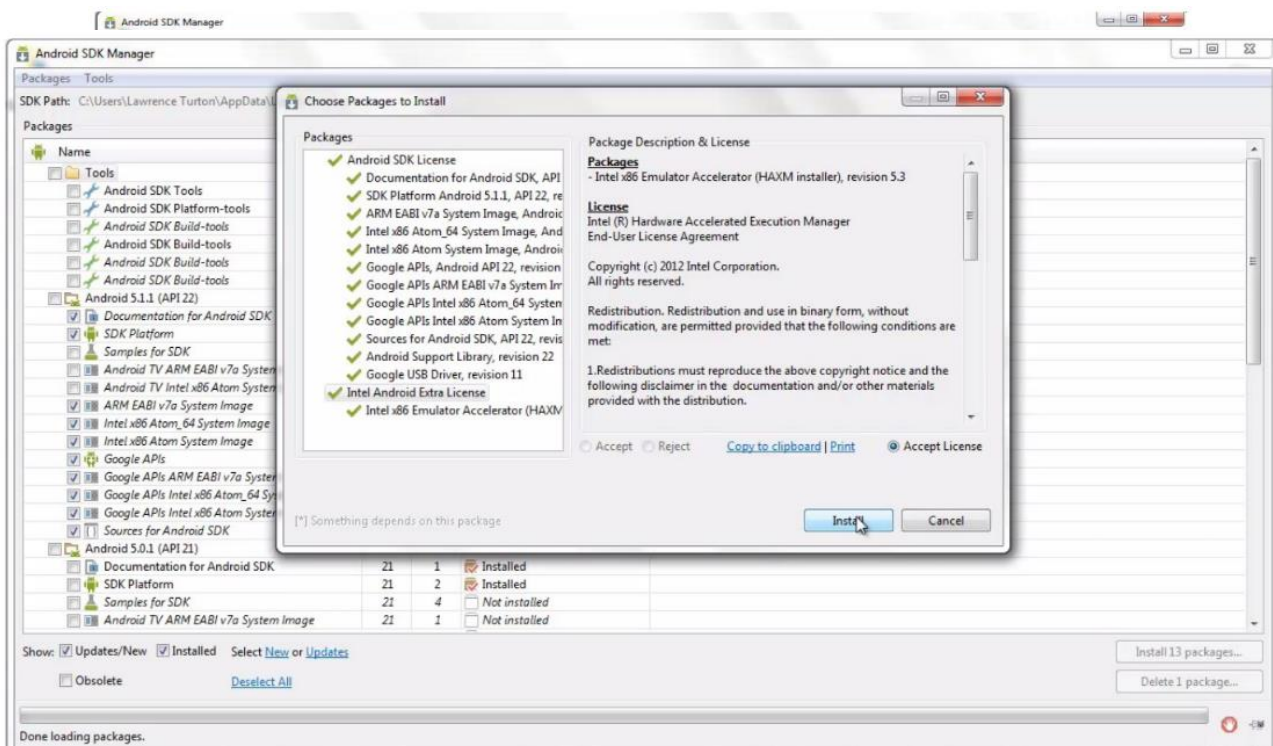 Android SDK Manager
Android SDK Manager
Packages Tools
SDK Path: C:\Users\Lawrence Turton\AppData\L
Packages
Name
Tools
Android SDK Tools
Android SDK Platform-tools
Android SDK Build-tools
Android SDK Build-tools
Android SDK Build-tools
Android SDK Build-tools
Android 5.1.1 (API 22)
Documentation for Android SDK
SDK Platform
Samples for SDK
Android TV ARM EABI v7a System
Android TV Intel x86 Atom System
ARM EABI v7a System Image
Intel x86 Atom_64 System Image
Intel x86 Atom System Image
Google APIs
Google APIs ARM EABI v7a System
Google APIs Intel x86 Atom_64 Sy
Google APIs Intel x86 Atom System
Sources for Android SDK
Android 5.0.1 (API 21)
Documentation for Android SDK 21 1 Installed
SDK Platform 21 2 Installed
Samples for SDK 21 4 Not installed
Android TV ARM EABI v7a System Image 21 1 Not installed
Show: Updates/New Installed Select New or Updates
Install 13 packages...
Obsolete Deselect All
Delete 1 package...
Done loading packages.
Choose Packages to Install
Packages
Android SDK License
Documentation for Android SDK, API
SDK Platform Android 5.1.1, API 22, re
ARM EABI v7a System Image, Android
Intel x86 Atom_64 System Image, And
Intel x86 Atom System Image, Androi
Google APIs, Android API 22, revision
Google APIs ARM EABI v7a System Im
Google APIs Intel x86 Atom_64 System
Google APIs Intel x86 Atom System In
Sources for Android SDK, API 22, revis
Android Support Library, revision 22
Google USB Driver, revision 11
Intel Android Extra License
Intel x86 Emulator Accelerator (HAXM
[*] Something depends on this package
Package Description & License
Packages
- Intel x86 Emulator Accelerator (HAXM installer), revision 5.3
License
Intel (R) Hardware Accelerated Execution Manager
End-User License Agreement
Copyright (c) 2012 Intel Corporation.
All rights reserved.
Redistribution. Redistribution and use in binary form, without
modification, are permitted provided that the following conditions are
met:
1.Redistributions must reproduce the above copyright notice and the
following disclaimer in the documentation and/or other materials
provided with the distribution.
Accept Reject Copy to clipboard | Print Accept License
Install Cancel